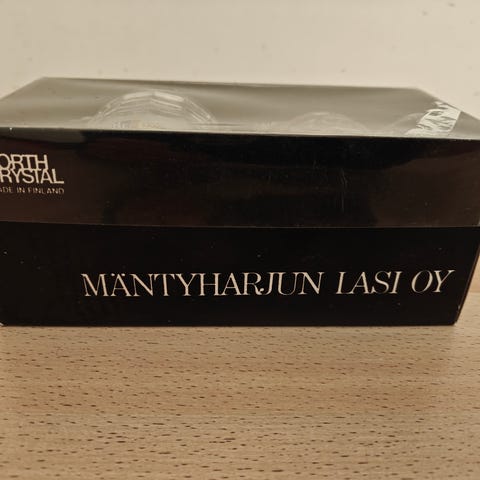 ORTH
RYSTAL
ADE IN FINLAND
MÄNTYHARJUN LASI OY